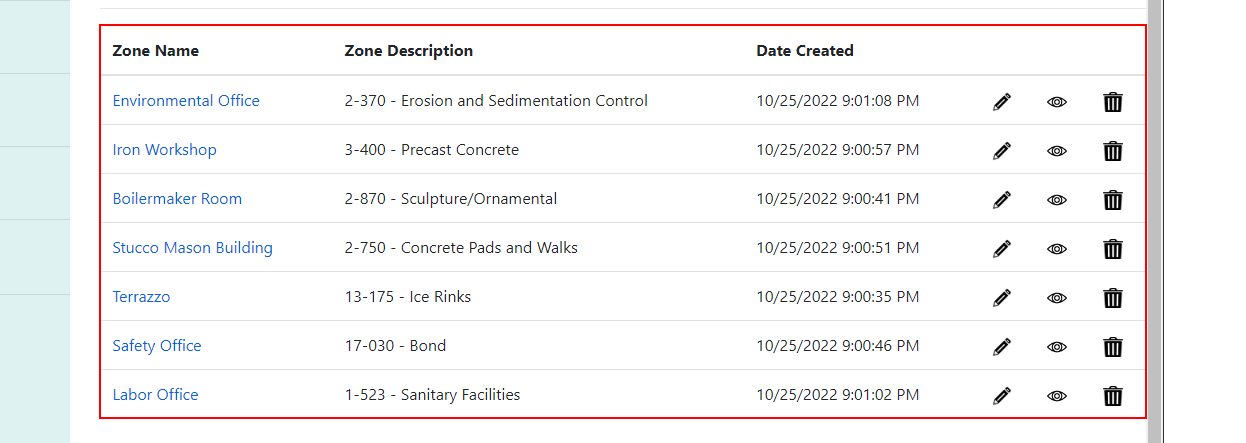 Zone Name Zone Description Date Created
Environmental Office 2-370 - Erosion and Sedimentation Control 10/25/2022 9:01:08 PM
Iron Workshop 3-400 - Precast Concrete 10/25/2022 9:00:57 PM
Boilermaker Room 2-870 - Sculpture/Ornamental 10/25/2022 9:00:41 PM
Stucco Mason Building 2-750 - Concrete Pads and Walks 10/25/2022 9:00:51 PM
Terrazzo 13-175 - Ice Rinks 10/25/2022 9:00:35 PM
Safety Office 17-030 - Bond 10/25/2022 9:00:46 PM
Labor Office 1-523 - Sanitary Facilities 10/25/2022 9:01:02 PM